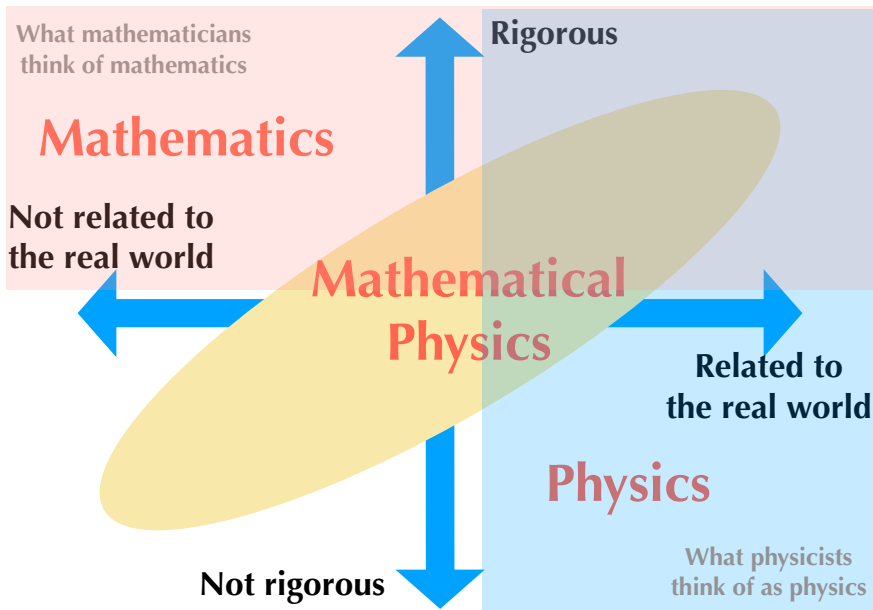 What mathematicians
think of mathematics
Rigorous
Mathematics
Not related to
the real world
Mathematical
Physics
Related to
the real world
Physics
What physicists
think of as physics
Not rigorous